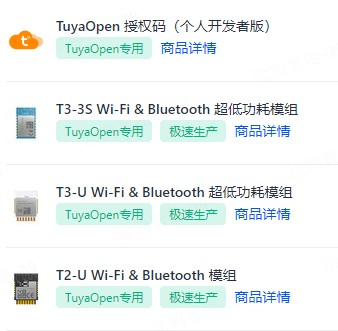 TuyaOpen 授权码（个人开发者版）
TuyaOpen专用 商品详情
T3-3S Wi-Fi & Bluetooth 超低功耗模组
TuyaOpen专用 极速生产 商品详情
T3-U Wi-Fi & Bluetooth 超低功耗模组
TuyaOpen专用 极速生产 商品详情
T2-U Wi-Fi & Bluetooth 模组
TuyaOpen专用 极速生产 商品详情